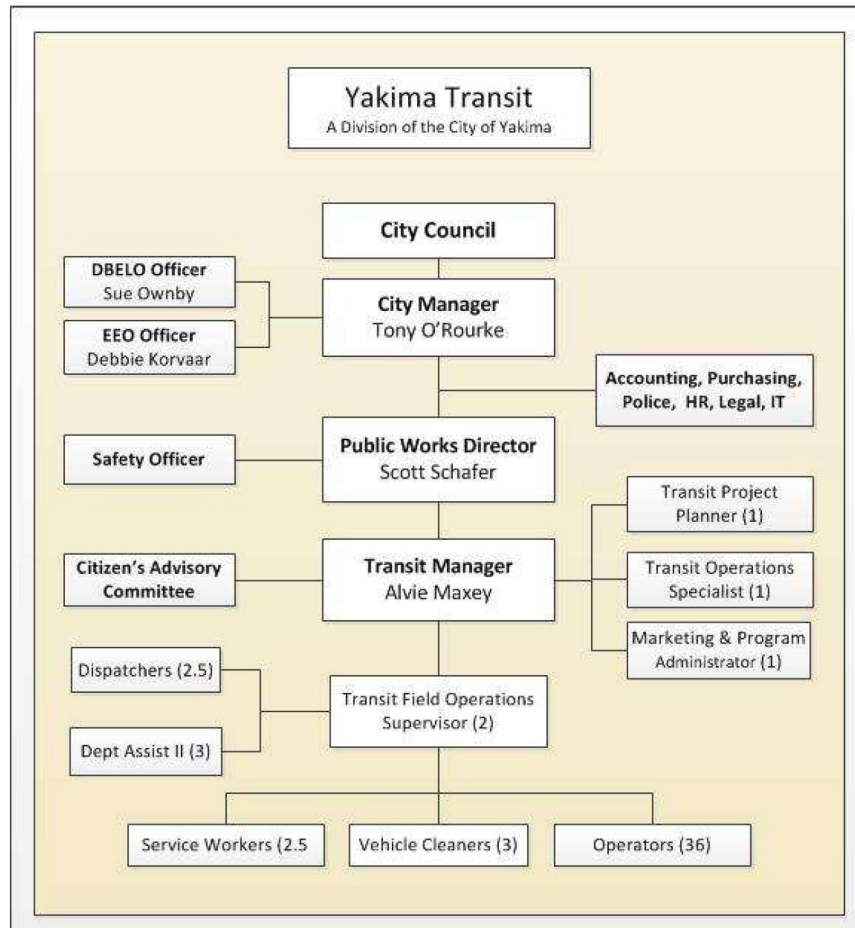 Yakima Transit
A Division of the City of Yakima
City Council
DBELO Officer
Sue Ownby
City Manager
Tony O'Rourke
EEO Officer
Debbie Korvaar
Accounting, Purchasing,
Police, HR, Legal, IT
Public Works Director
Scott Schafer
Safety Officer
Transit Project
Planner (1)
Transit Manager
Alvie Maxey
Citizen's Advisory
Committee
Transit Operations
Specialist (1)
Marketing & Program
Administrator (1)
Dispatchers (2.5)
Transit Field Operations
Supervisor (2)
Dept Assist II (3)
Service Workers (2.5
Vehicle Cleaners (3)
Operators (36)